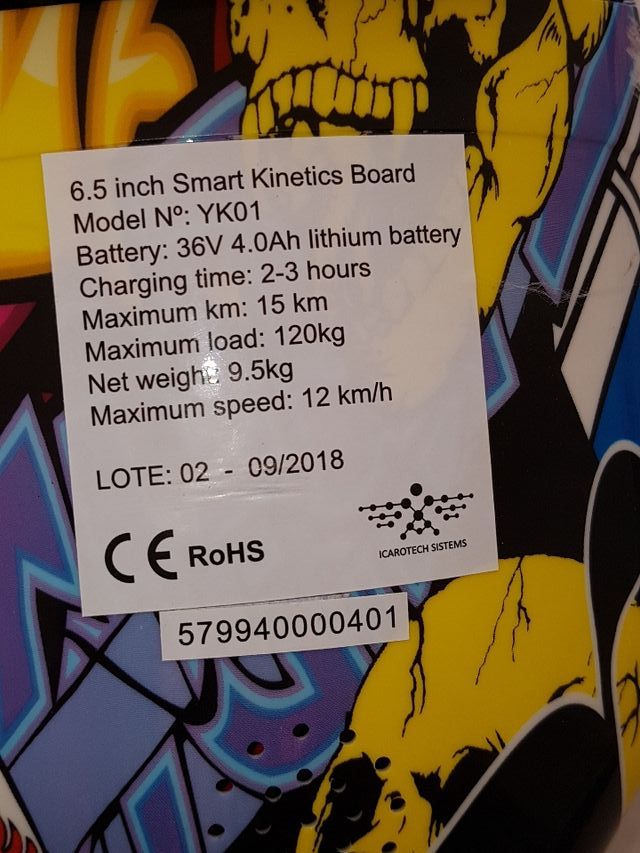 6.5 inch Smart Kinetics Board
Model Nº: YK01
Battery: 36V 4.0Ah lithium battery
Charging time: 2-3 hours
Maximum km: 15 km
Maximum load: 120kg
Net weight: 9.5kg
Maximum speed: 12 km/h
LOTE: 02 - 09/2018
CE RoHS
ICAROTECH SISTEMS
579940000401